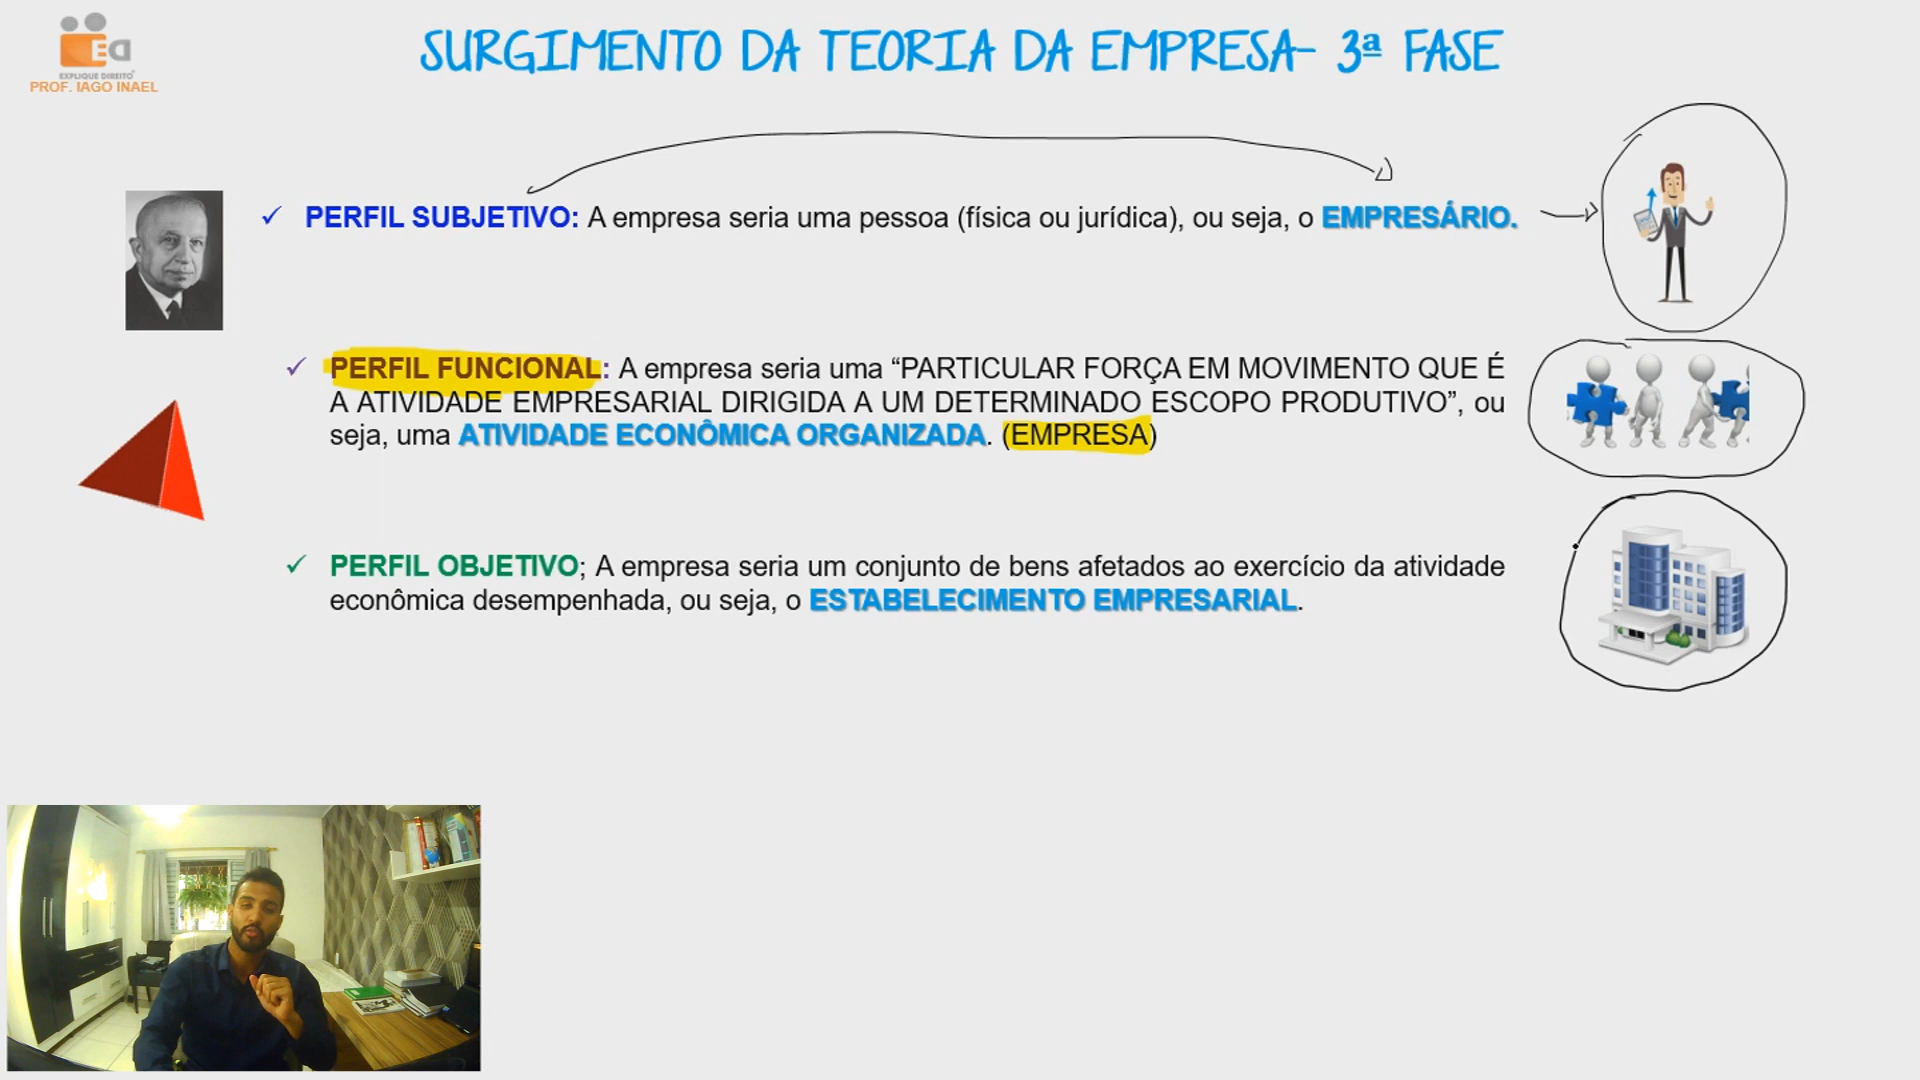 ED
EXPLIQUE DIREITO
PROF. IAGO INAEL
SURGIMENTO DA TEORIA DA EMPRESA- 3ª FASE
✓ PERFIL SUBJETIVO: A empresa seria uma pessoa (física ou jurídica), ou seja, o EMPRESÁRIO.
✓ PERFIL FUNCIONAL: A empresa seria uma “PARTICULAR FORÇA EM MOVIMENTO QUE É
A ATIVIDADE EMPRESARIAL DIRIGIDA A UM DETERMINADO ESCOPO PRODUTIVO”, ou
seja, uma ATIVIDADE ECONÔMICA ORGANIZADA. (EMPRESA)
✓ PERFIL OBJETIVO; A empresa seria um conjunto de bens afetados ao exercício da atividade
econômica desempenhada, ou seja, o ESTABELECIMENTO EMPRESARIAL.